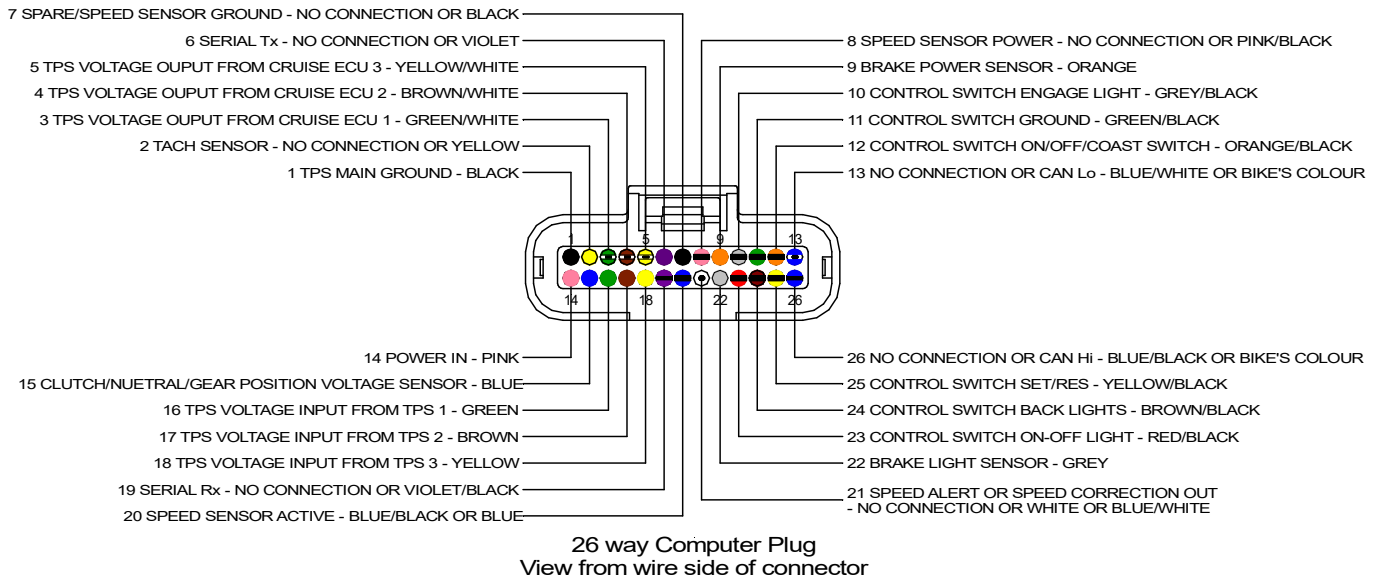 7 SPARE/SPEED SENSOR GROUND - NO CONNECTION OR BLACK
6 SERIAL Tx - NO CONNECTION OR VIOLET
5 TPS VOLTAGE OUPUT FROM CRUISE ECU 3 - YELLOW/WHITE
4 TPS VOLTAGE OUPUT FROM CRUISE ECU 2 - BROWN/WHITE
3 TPS VOLTAGE OUPUT FROM CRUISE ECU 1 - GREEN/WHITE
2 TACH SENSOR - NO CONNECTION OR YELLOW
1 TPS MAIN GROUND - BLACK
8 SPEED SENSOR POWER - NO CONNECTION OR PINK/BLACK
9 BRAKE POWER SENSOR - ORANGE
10 CONTROL SWITCH ENGAGE LIGHT - GREY/BLACK
11 CONTROL SWITCH GROUND - GREEN/BLACK
12 CONTROL SWITCH ON/OFF/COAST SWITCH - ORANGE/BLACK
13 NO CONNECTION OR CAN Lo - BLUE/WHITE OR BIKE'S COLOUR
1 5 9 13
14 18 22 26
14 POWER IN - PINK
15 CLUTCH/NUETRAL/GEAR POSITION VOLTAGE SENSOR - BLUE
16 TPS VOLTAGE INPUT FROM TPS 1 - GREEN
17 TPS VOLTAGE INPUT FROM TPS 2 - BROWN
18 TPS VOLTAGE INPUT FROM TPS 3 - YELLOW
19 SERIAL Rx - NO CONNECTION OR VIOLET/BLACK
20 SPEED SENSOR ACTIVE - BLUE/BLACK OR BLUE
26 NO CONNECTION OR CAN Hi - BLUE/BLACK OR BIKE'S COLOUR
25 CONTROL SWITCH SET/RES - YELLOW/BLACK
24 CONTROL SWITCH BACK LIGHTS - BROWN/BLACK
23 CONTROL SWITCH ON-OFF LIGHT - RED/BLACK
22 BRAKE LIGHT SENSOR - GREY
21 SPEED ALERT OR SPEED CORRECTION OUT
- NO CONNECTION OR WHITE OR BLUE/WHITE
26 way Computer Plug
View from wire side of connector